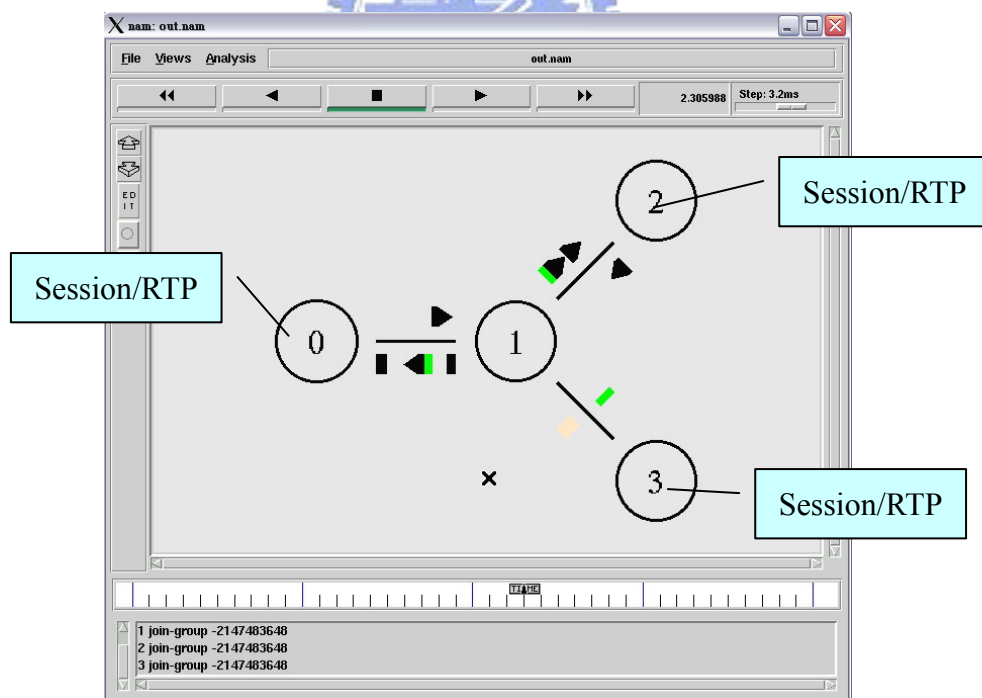 nam: out.nam
File Views Analysis out.nam
2.305988 Step: 3.2ms
ED
IT
2
Session/RTP
Session/RTP
0
1
3
Session/RTP
TIME
1 join-group -2147483648
2 join-group -2147483648
3 join-group -2147483648